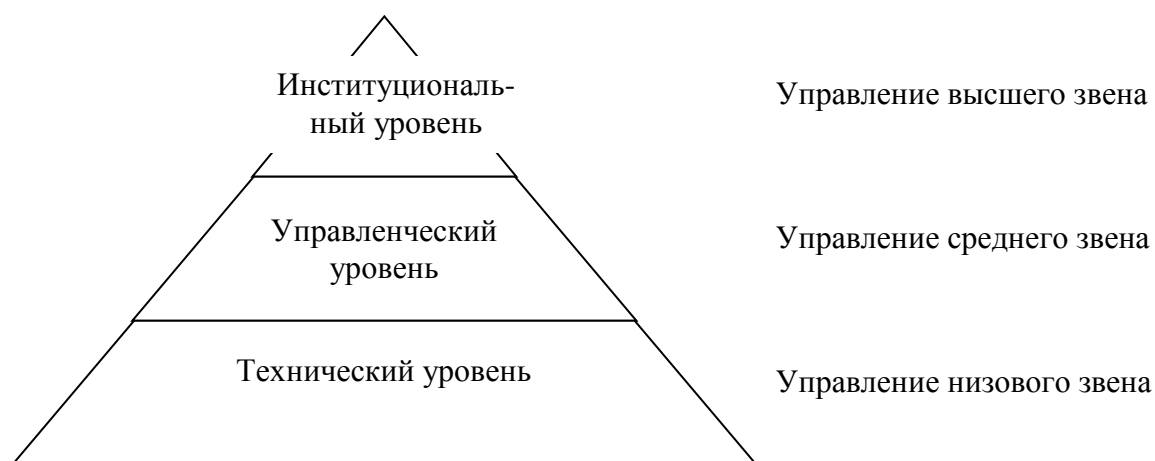 Институциональ-
ный уровень
Управление высшего звена
Управленческий
уровень
Управление среднего звена
Технический уровень
Управление низового звена